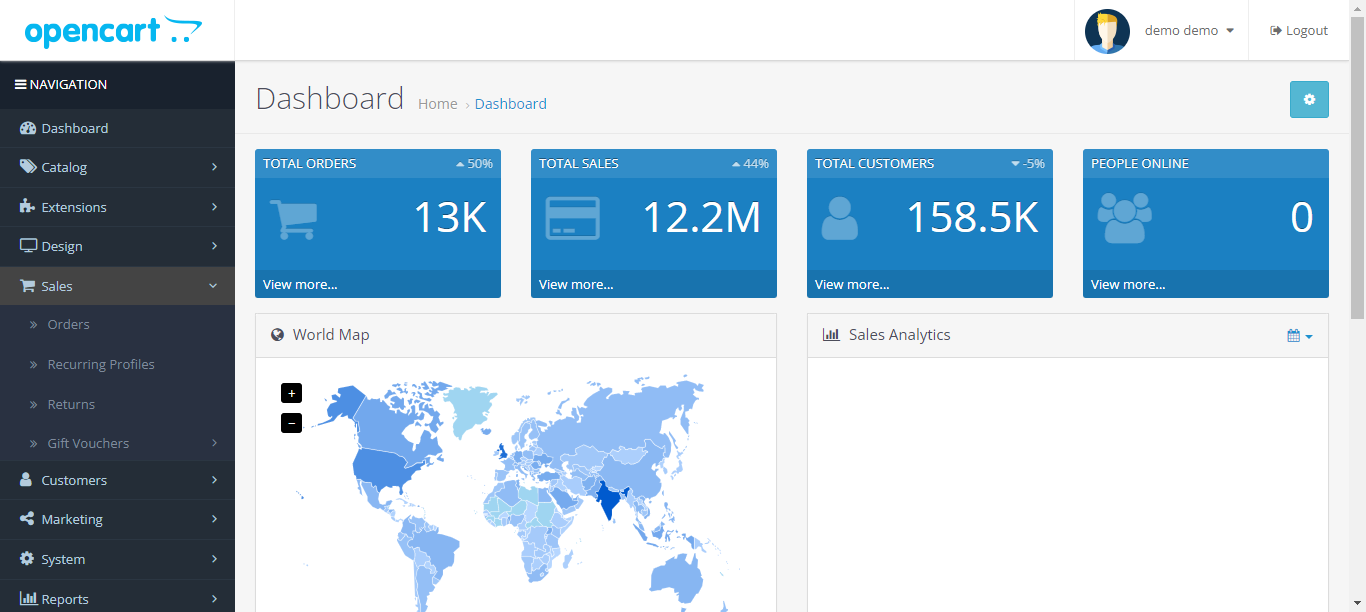 opencart
demo demo
Logout
NAVIGATION
Dashboard
Catalog
Extensions
Design
Sales
Orders
Recurring Profiles
Returns
Gift Vouchers
Customers
Marketing
System
Reports
Dashboard Home › Dashboard
TOTAL ORDERS 50%
13K
View more...
TOTAL SALES 44%
12.2M
View more...
TOTAL CUSTOMERS -5%
158.5K
View more...
PEOPLE ONLINE
0
View more...
World Map
+
−
Sales Analytics